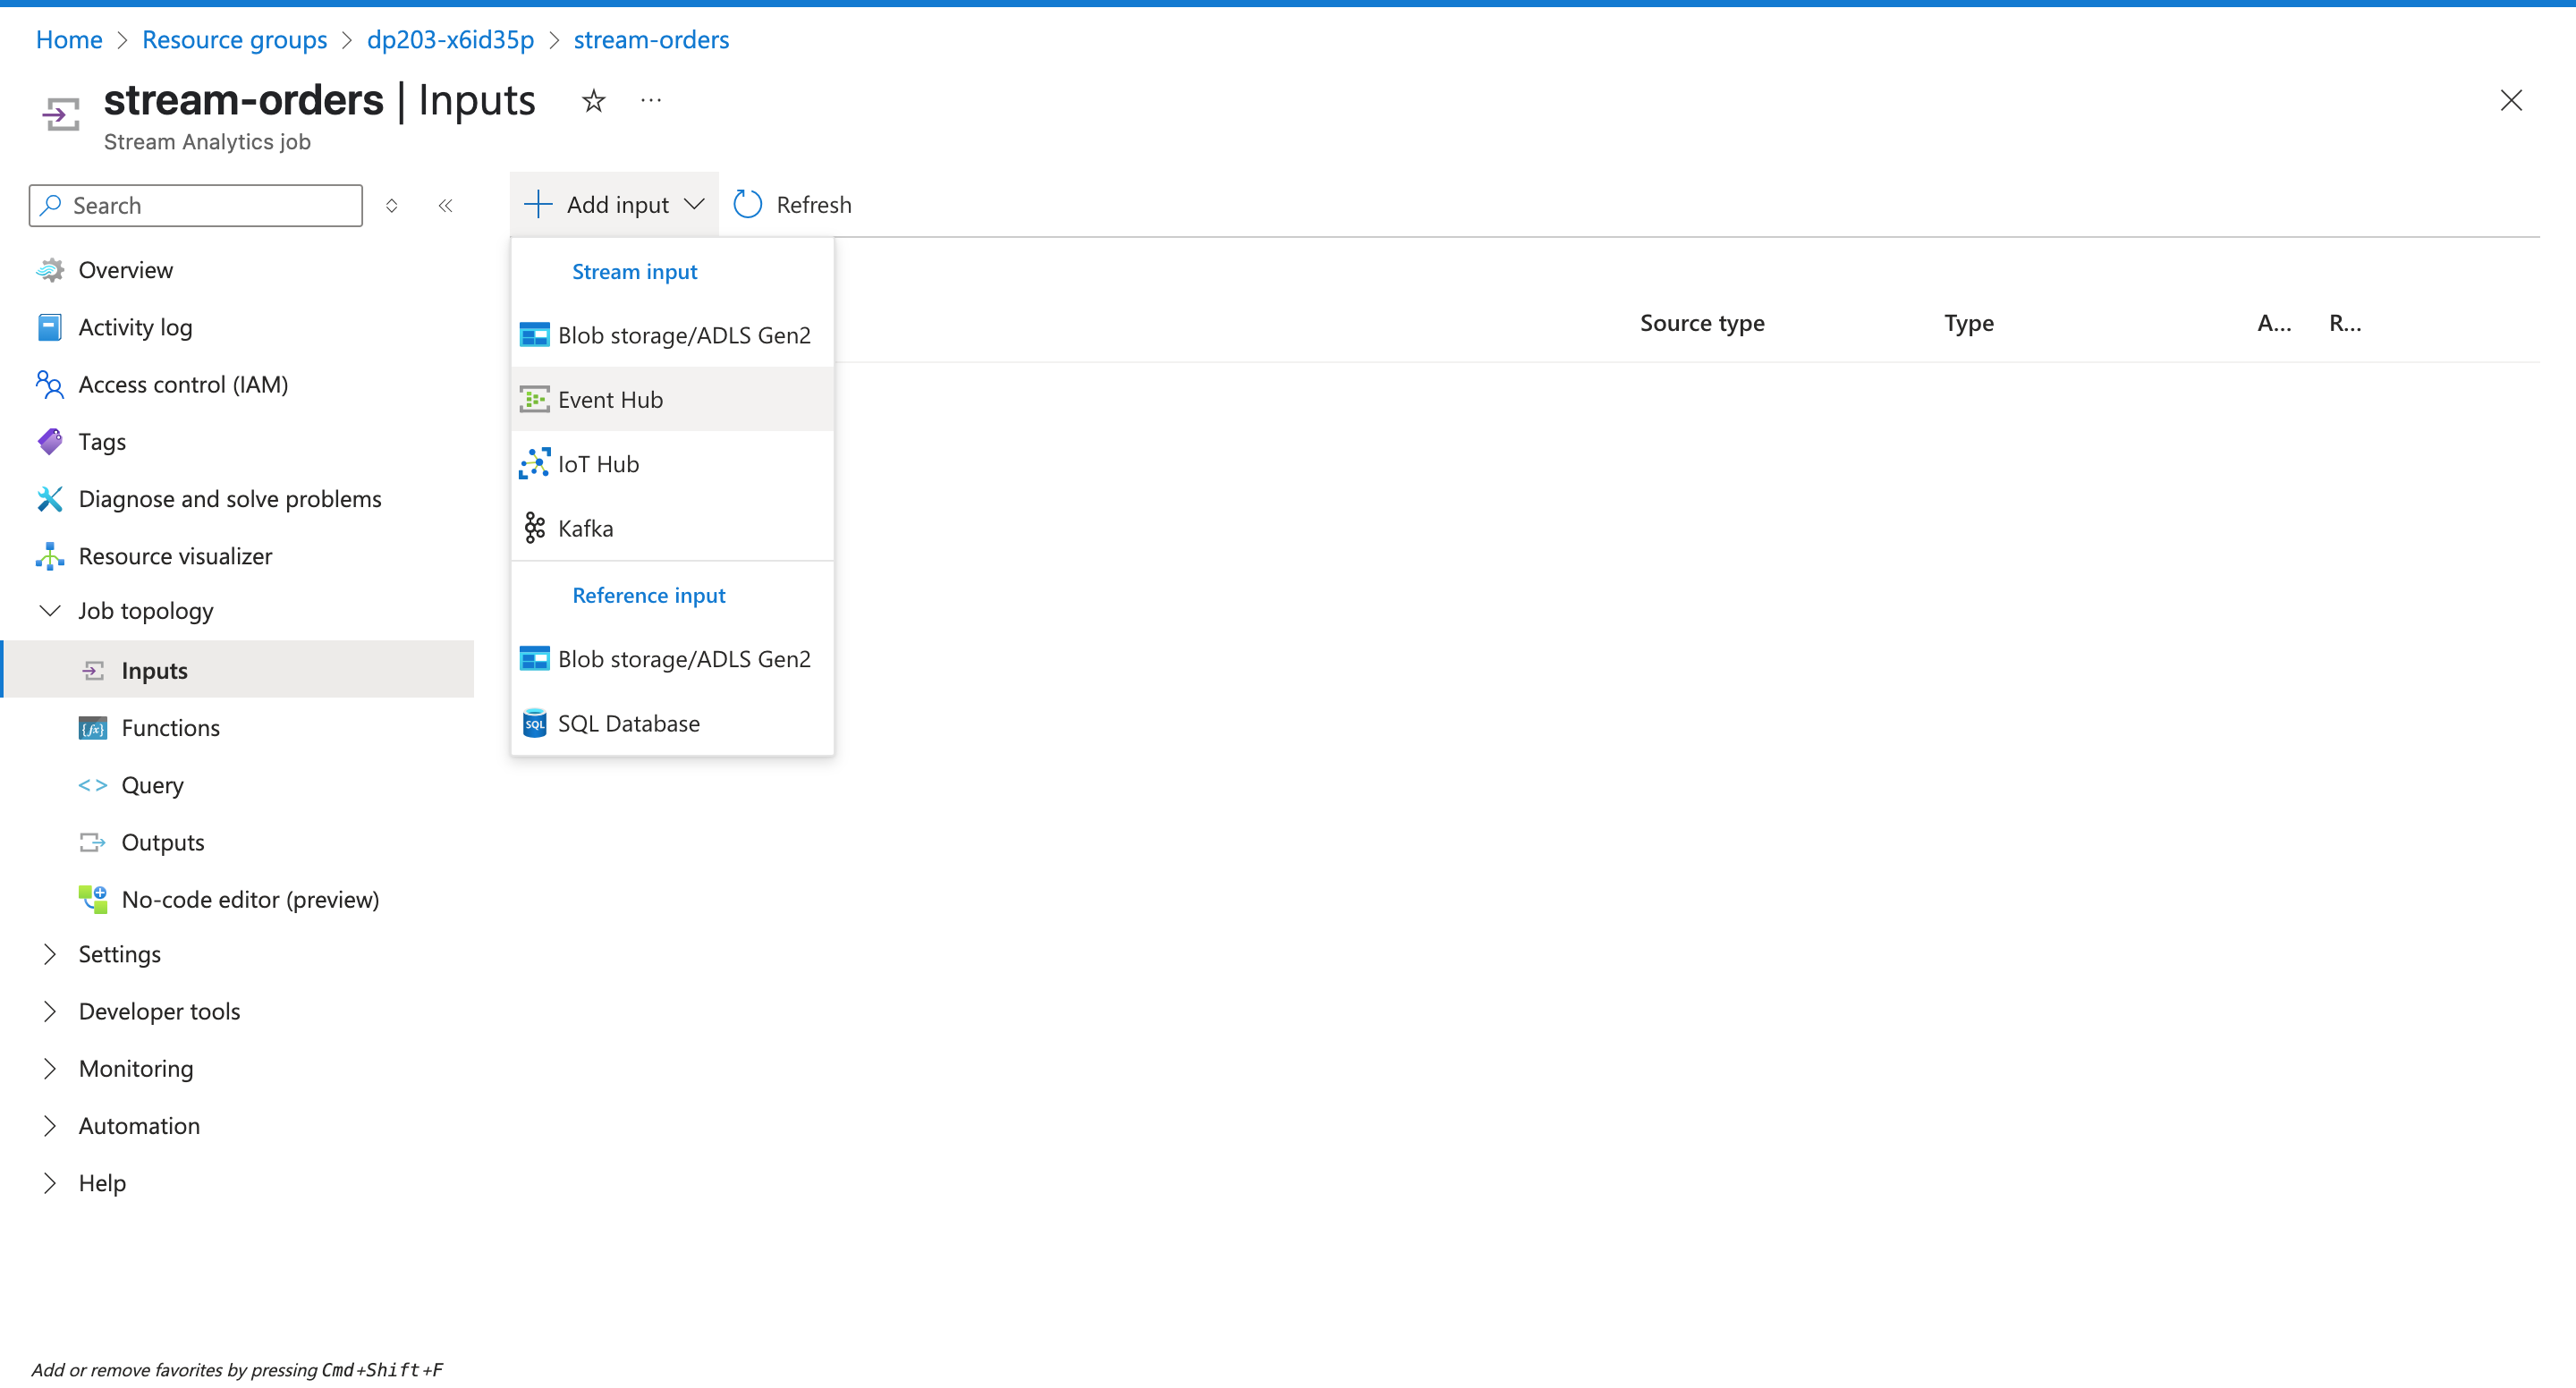 Home > Resource groups > dp203-x6id35p > stream-orders
stream-orders | Inputs
Stream Analytics job
Search
Overview
Activity log
Access control (IAM)
Tags
Diagnose and solve problems
Resource visualizer
Job topology
Inputs
Functions
Query
Outputs
No-code editor (preview)
Settings
Developer tools
Monitoring
Automation
Help
Add or remove favorites by pressing Cmd+Shift+F
Add input
Refresh
Stream input
Blob storage/ADLS Gen2
Event Hub
IoT Hub
Kafka
Reference input
Blob storage/ADLS Gen2
SQL
SQL Database
Source type
Type
A...
R...